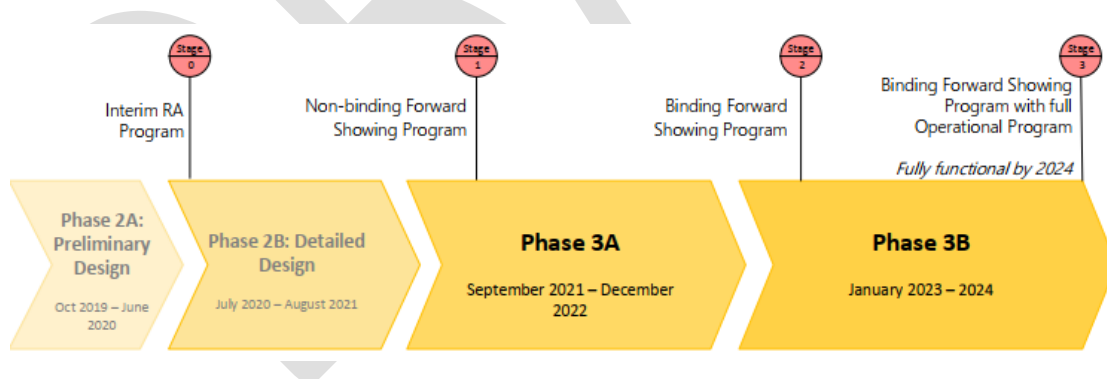 Stage
0
Stage
1
Stage
2
Stage
3
Interim RA
Program
Non-binding Forward
Showing Program
Binding Forward
Showing Program
Binding Forward Showing
Program with full
Operational Program
Fully functional by 2024
Phase 2A:
Preliminary
Design
Oct 2019 – June
2020
Phase 2B: Detailed
Design
July 2020 – August 2021
Phase 3A
September 2021 – December
2022
Phase 3B
January 2023 – 2024